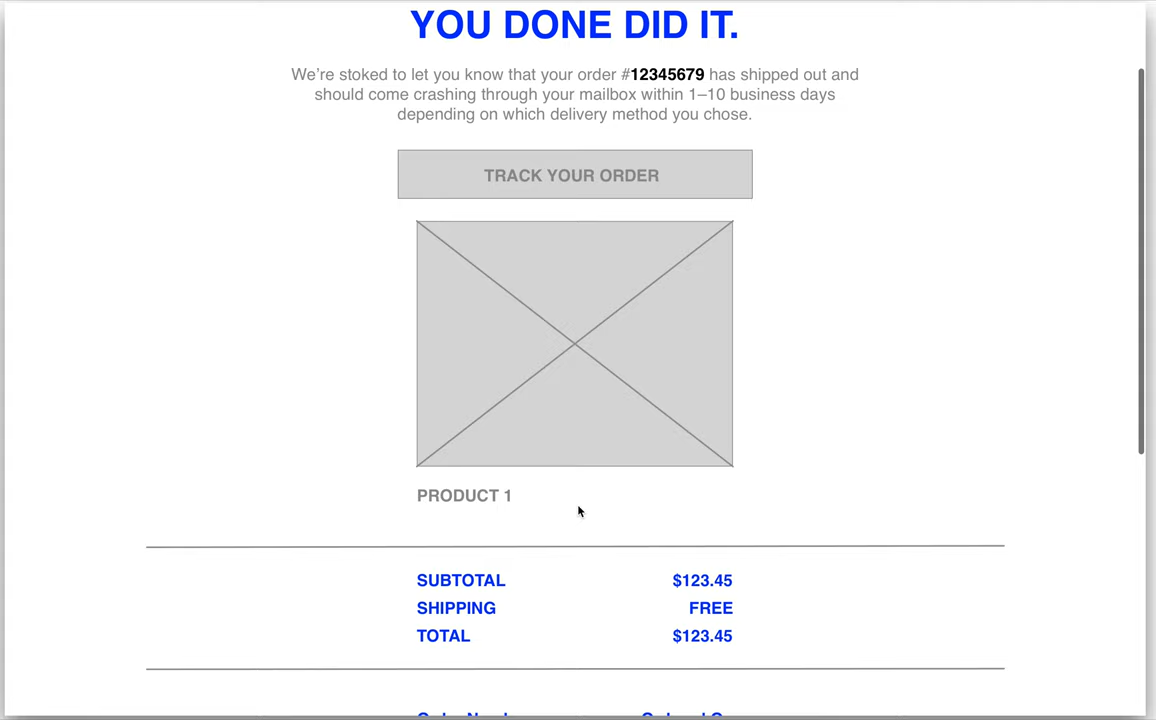 YOU DONE DID IT.
We’re stoked to let you know that your order #12345679 has shipped out and
should come crashing through your mailbox within 1–10 business days
depending on which delivery method you chose.
TRACK YOUR ORDER
PRODUCT 1
SUBTOTAL $123.45
SHIPPING FREE
TOTAL $123.45